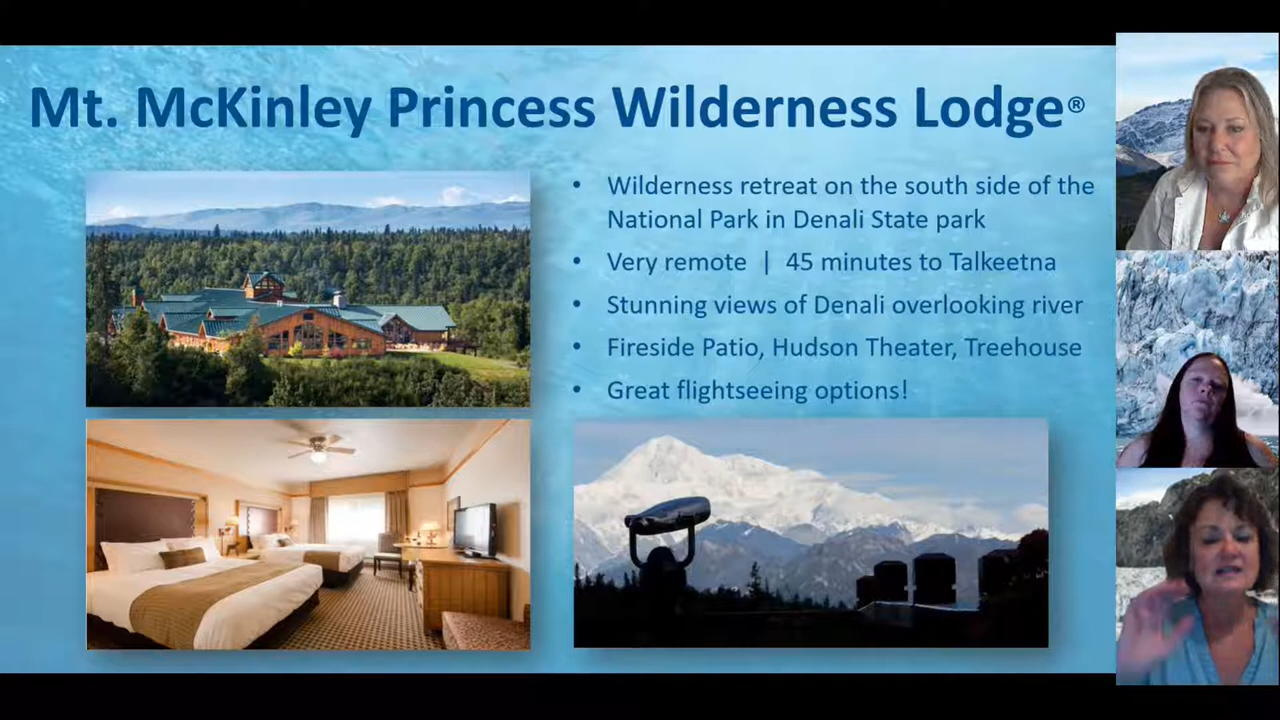 Mt. McKinley Princess Wilderness Lodge®
• Wilderness retreat on the south side of the
National Park in Denali State park
• Very remote | 45 minutes to Talkeetna
• Stunning views of Denali overlooking river
• Fireside Patio, Hudson Theater, Treehouse
• Great flightseeing options!